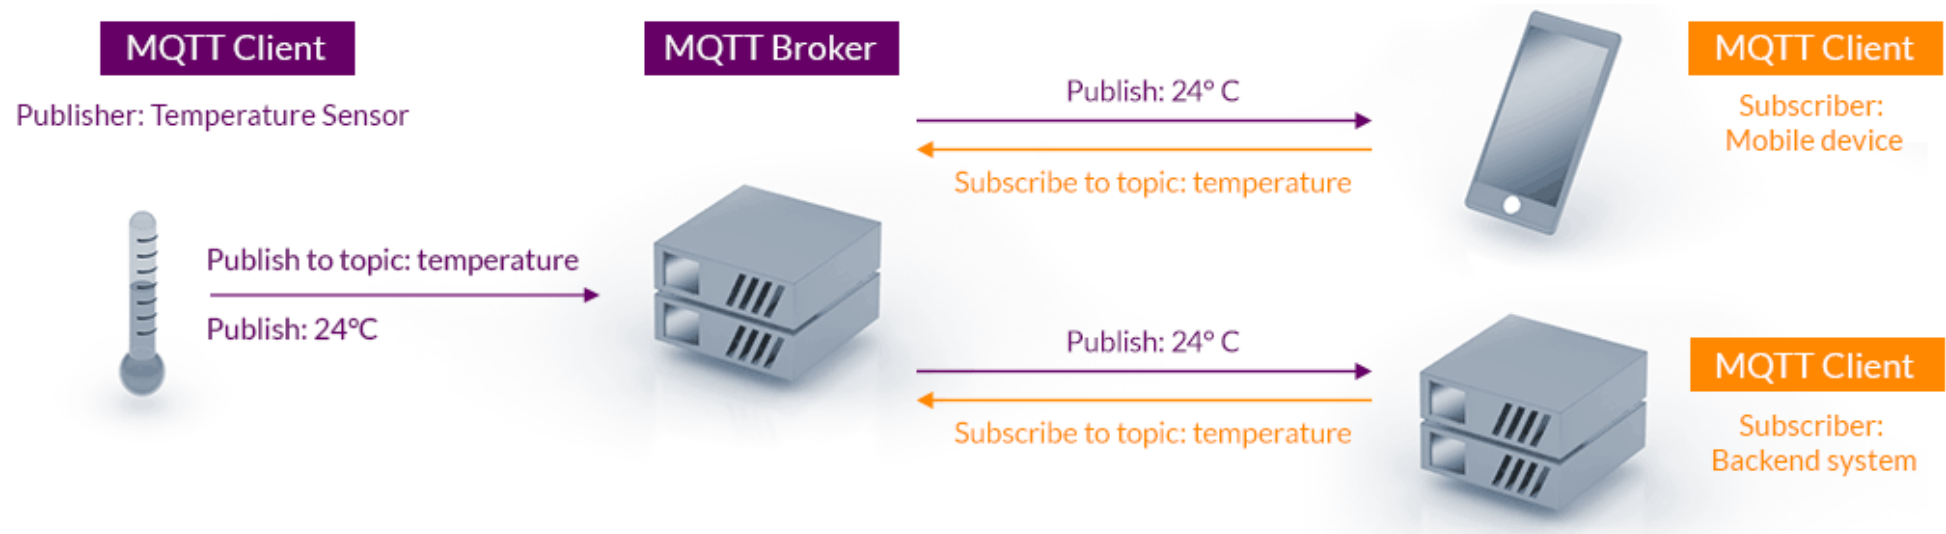 MQTT Client
Publisher: Temperature Sensor
Publish to topic: temperature
Publish: 24°C
MQTT Broker
Publish: 24° C
Subscribe to topic: temperature
MQTT Client
Subscriber:
Mobile device
Publish: 24° C
Subscribe to topic: temperature
MQTT Client
Subscriber:
Backend system